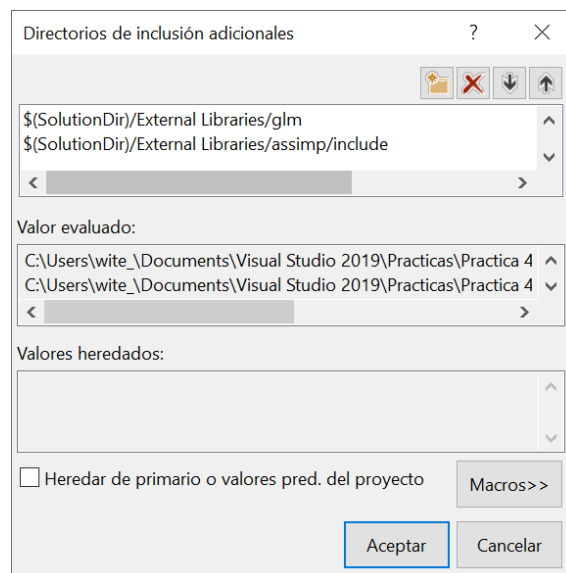 Directorios de inclusión adicionales
?
$(SolutionDir)/External Libraries/glm
$(SolutionDir)/External Libraries/assimp/include
Valor evaluado:
C:\Users\wite_\Documents\Visual Studio 2019\Practicas\Practica 4
C:\Users\wite_\Documents\Visual Studio 2019\Practicas\Practica 4
Valores heredados:
Heredar de primario o valores pred. del proyecto
Macros>>
Aceptar
Cancelar